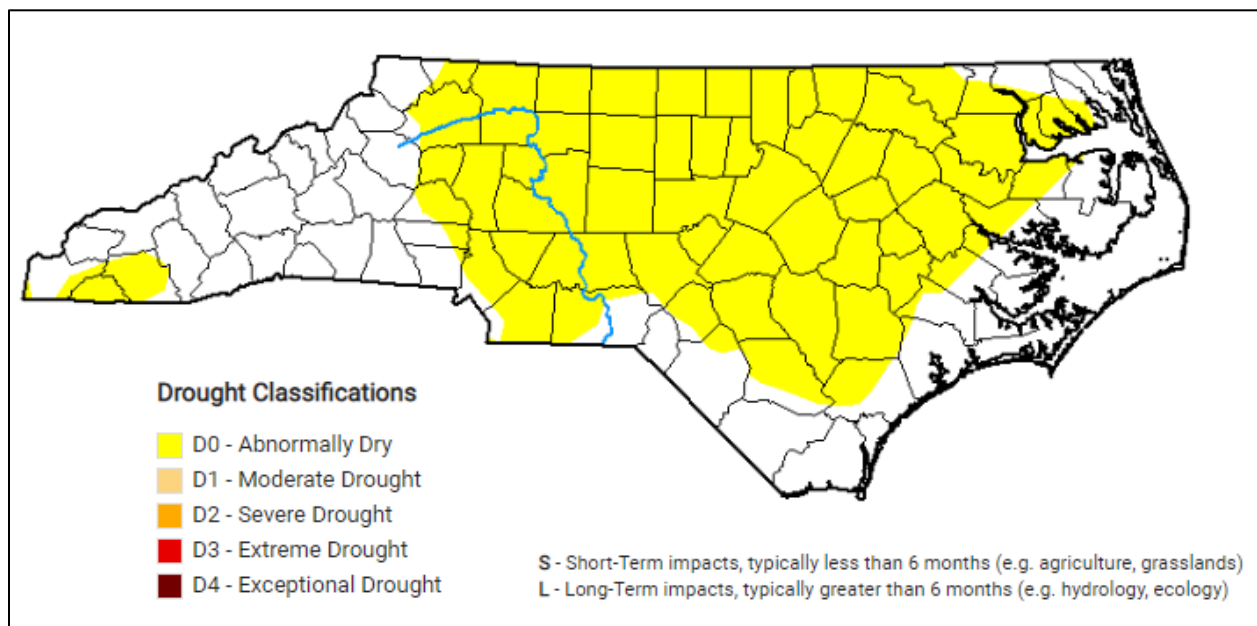 Drought Classifications
D0 - Abnormally Dry
D1 - Moderate Drought
D2 - Severe Drought
D3 - Extreme Drought
D4 - Exceptional Drought
S - Short-Term impacts, typically less than 6 months (e.g. agriculture, grasslands)
L - Long-Term impacts, typically greater than 6 months (e.g. hydrology, ecology)